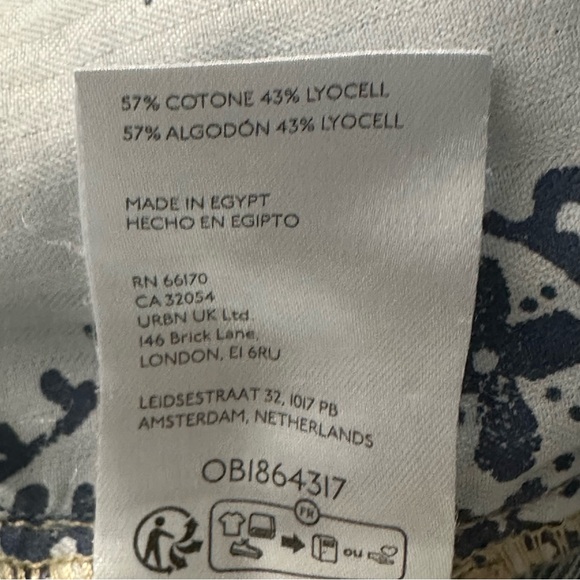 57% COTONE 43% LYOCELL
57% ALGODÓN 43% LYOCELL
MADE IN EGYPT
HECHO EN EGIPTO
RN 66170
CA 32054
URBN UK Ltd.
146 Brick Lane,
LONDON, E1 6RU
LEIDSESTRAAT 32, 1017 PB
AMSTERDAM, NETHERLANDS
OB1864317
FR
OU